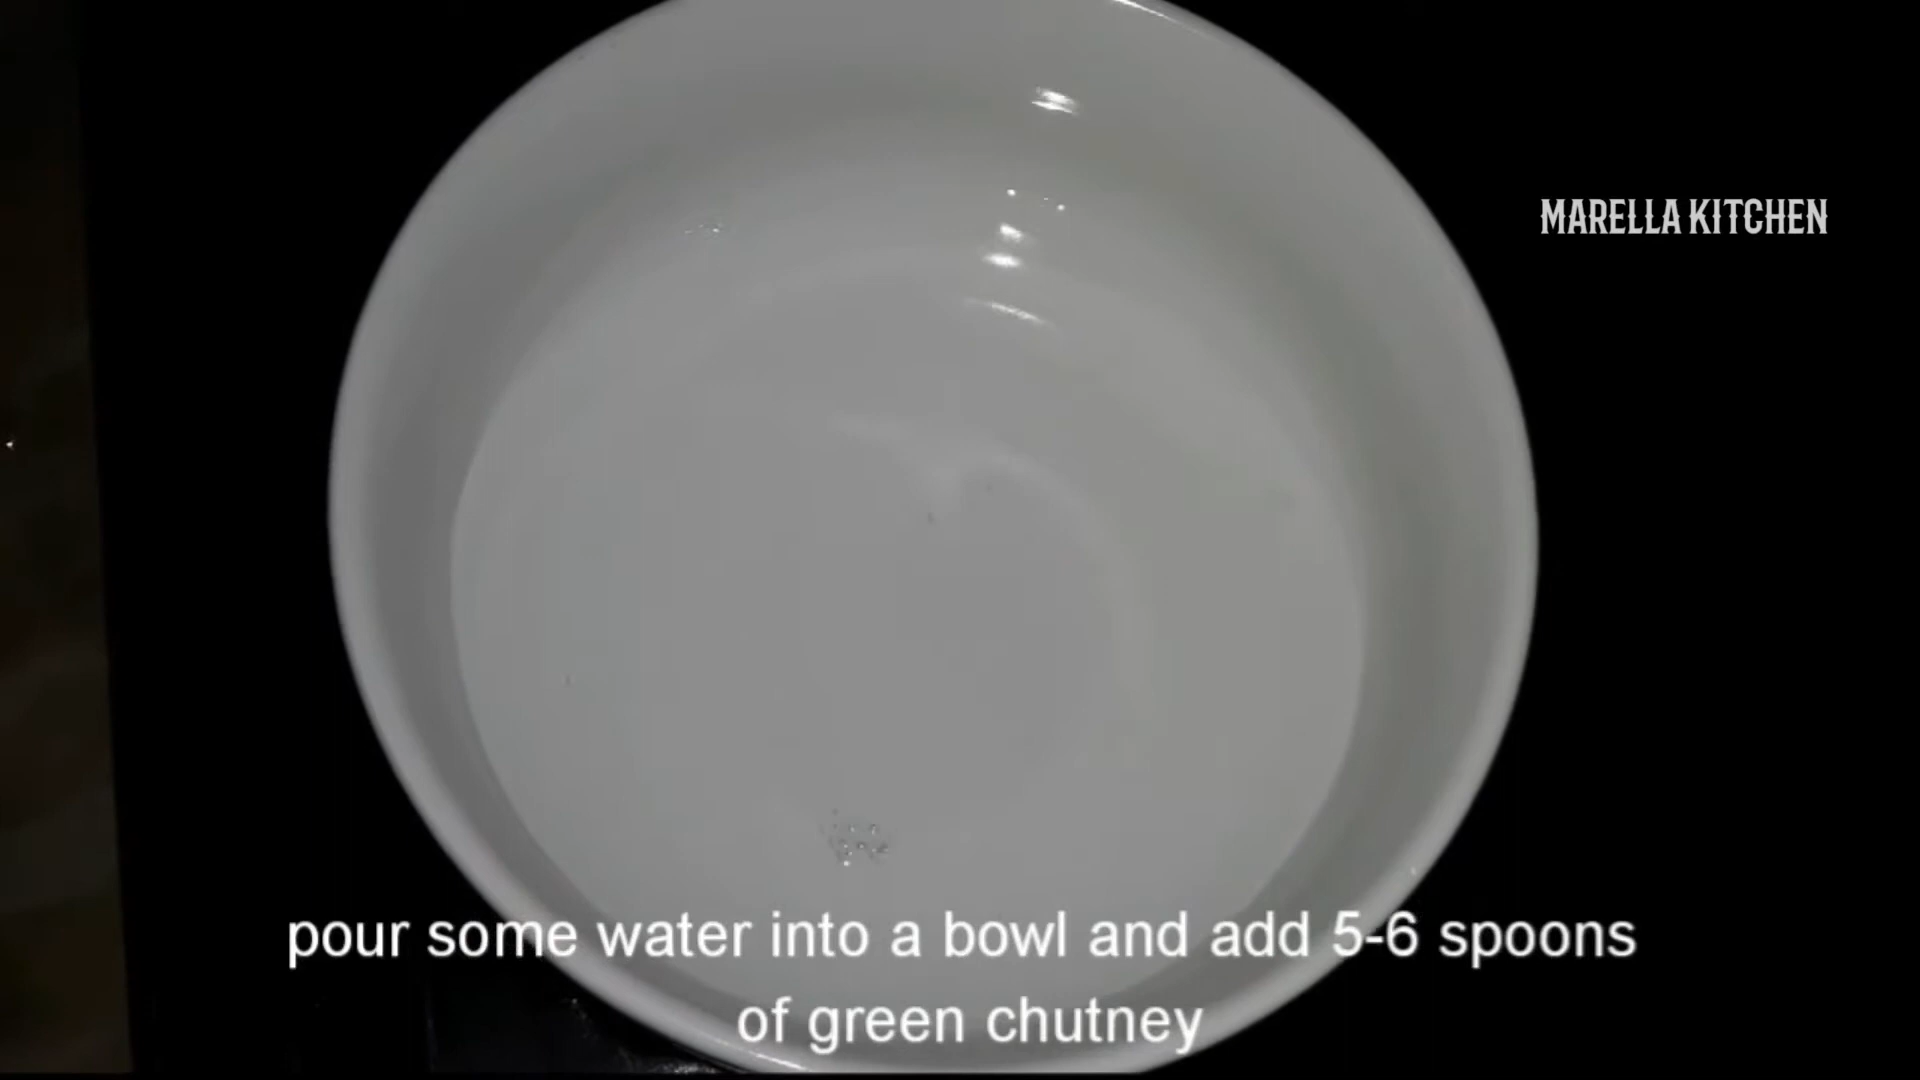 MARELLA KITCHEN
pour some water into a bowl and add 5-6 spoons
of green chutney